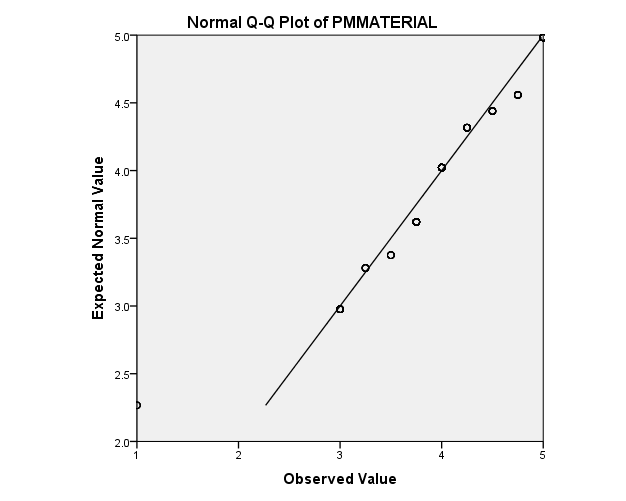 Normal Q-Q Plot of PMMATERIAL
5.0
4.5
4.0
3.5
3.0
2.5
2.0
Expected Normal Value
1 2 3 4 5
Observed Value